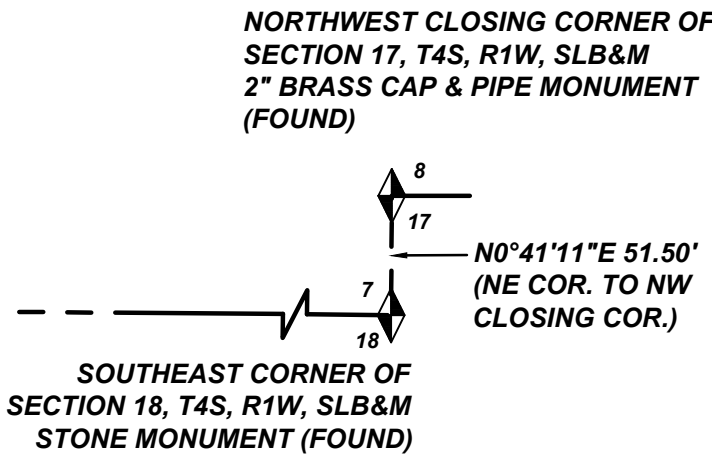 NORTHWEST CLOSING CORNER OF
SECTION 17, T4S, R1W, SLB&M
2" BRASS CAP & PIPE MONUMENT
(FOUND)
8
17
N0°41'11"E 51.50'
(NE COR. TO NW
CLOSING COR.)
7
18
SOUTHEAST CORNER OF
SECTION 18, T4S, R1W, SLB&M
STONE MONUMENT (FOUND)